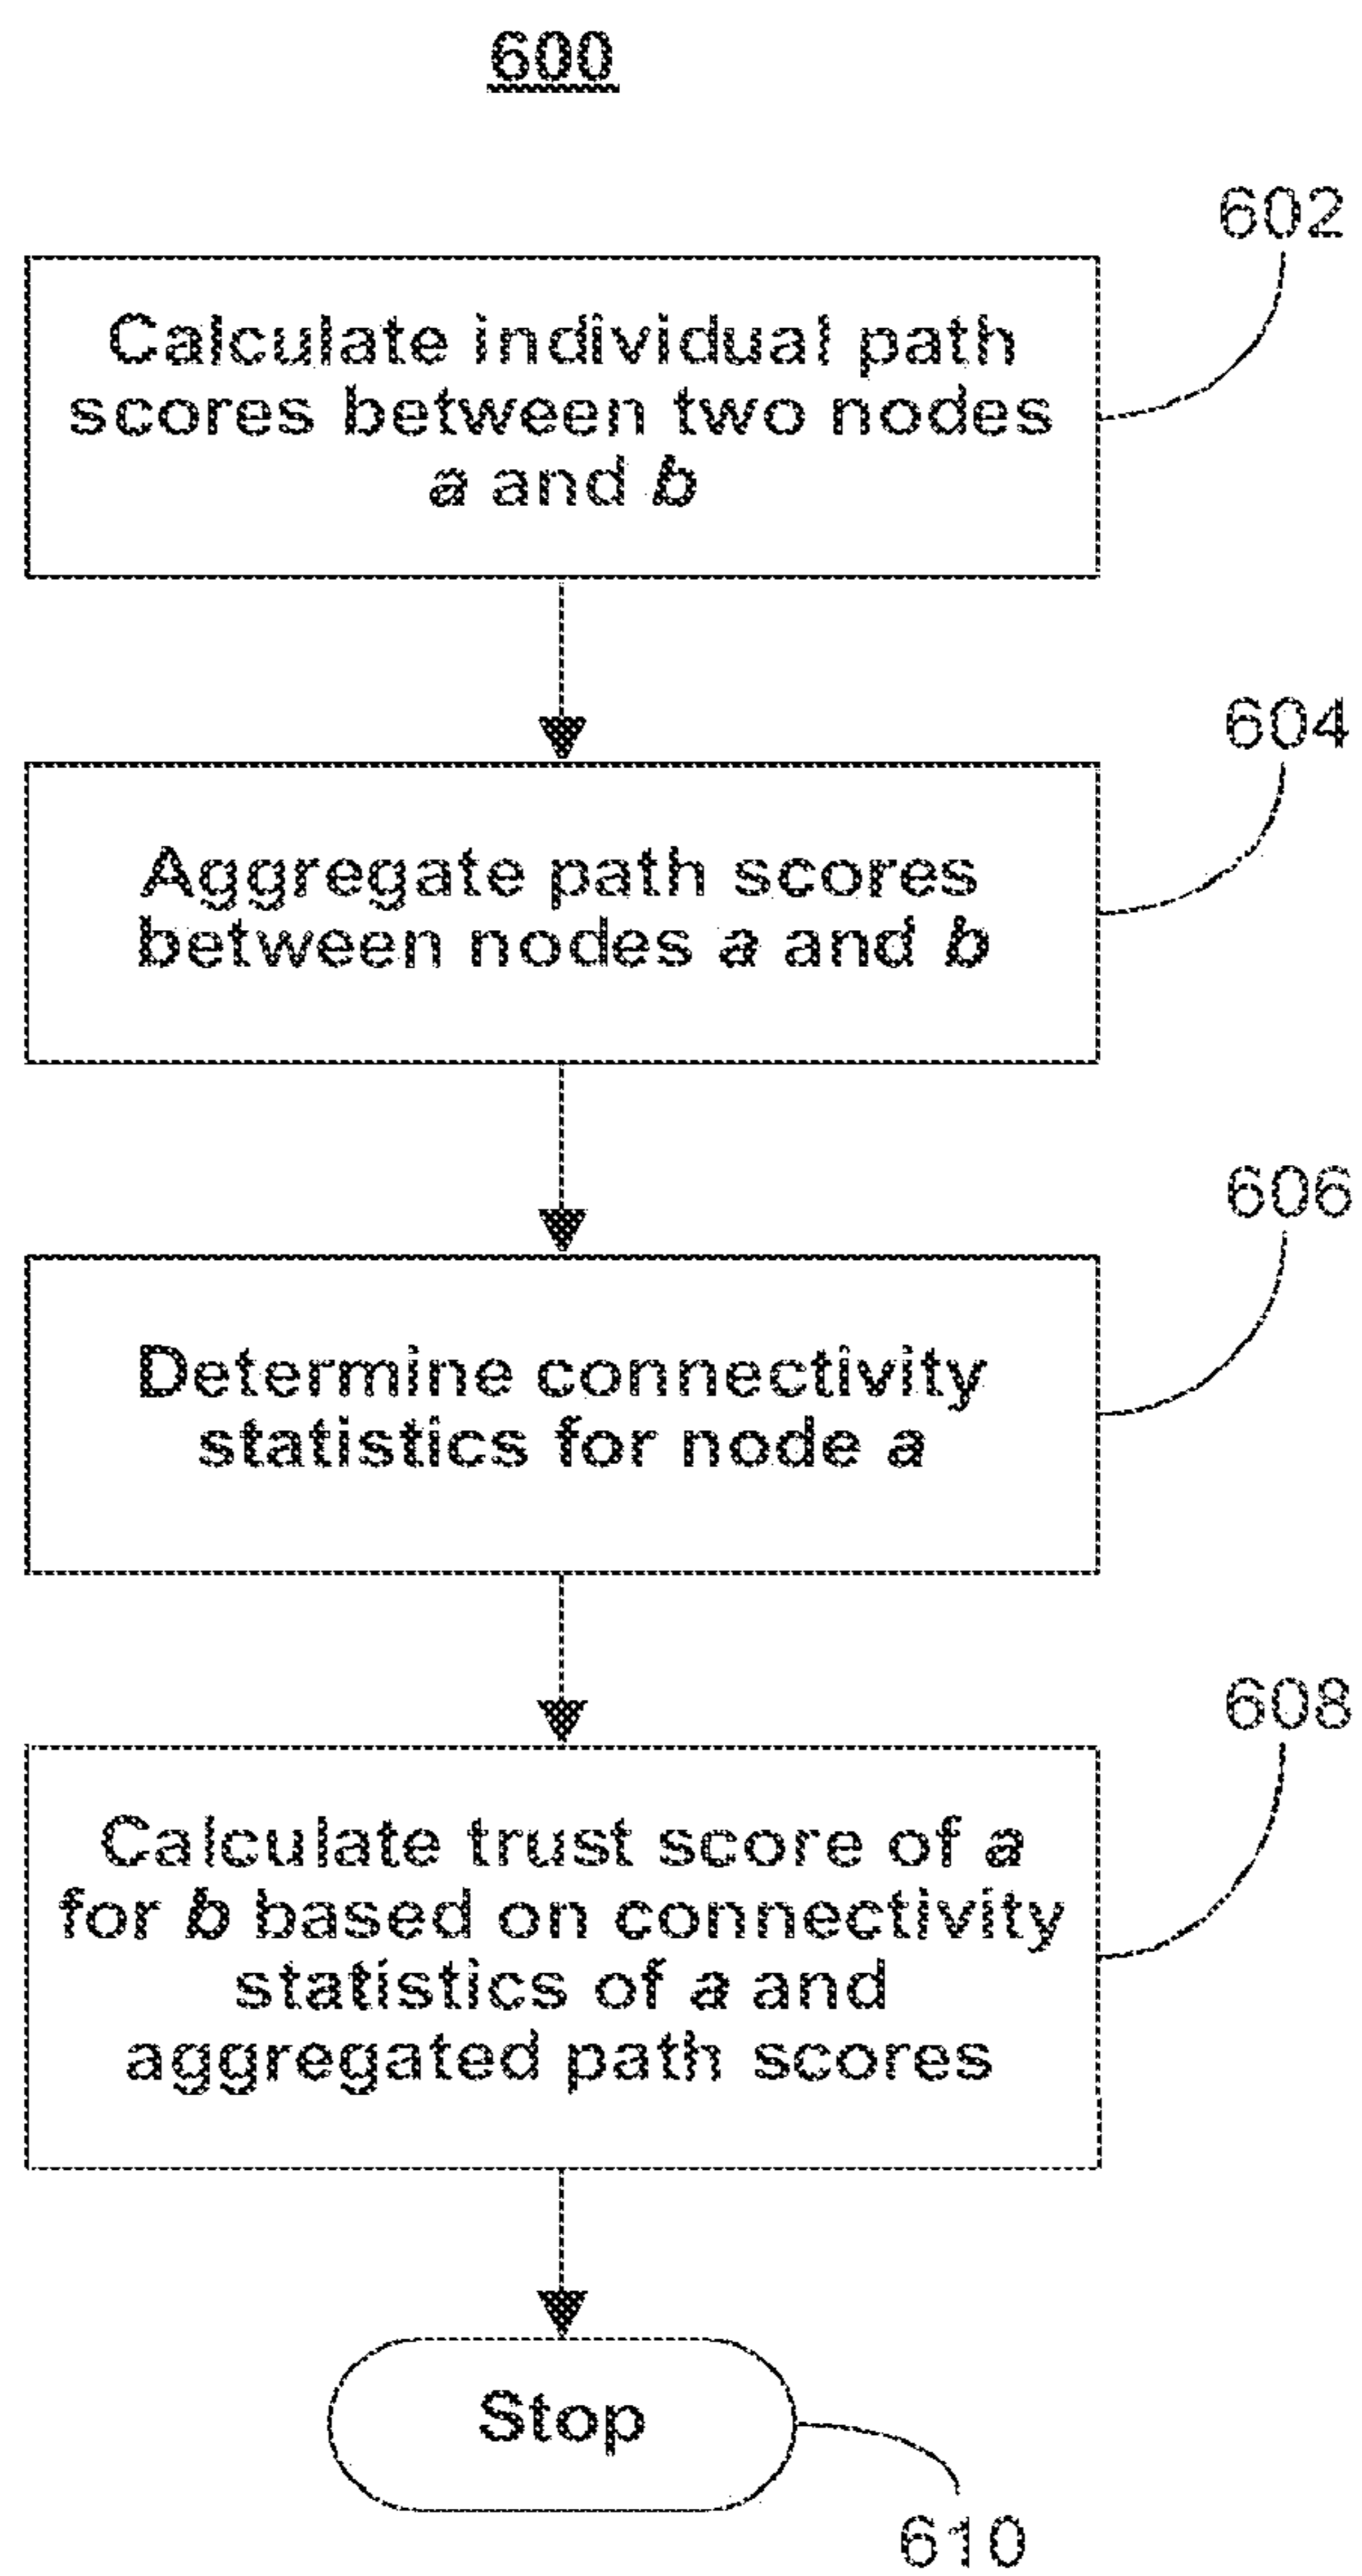 600
602
Calculate individual path
scores between two nodes
a and b
604
Aggregate path scores
between nodes a and b
606
Determine connectivity
statistics for node a
608
Calculate trust score of a
for b based on connectivity
statistics of a and
aggregated path scores
Stop
610